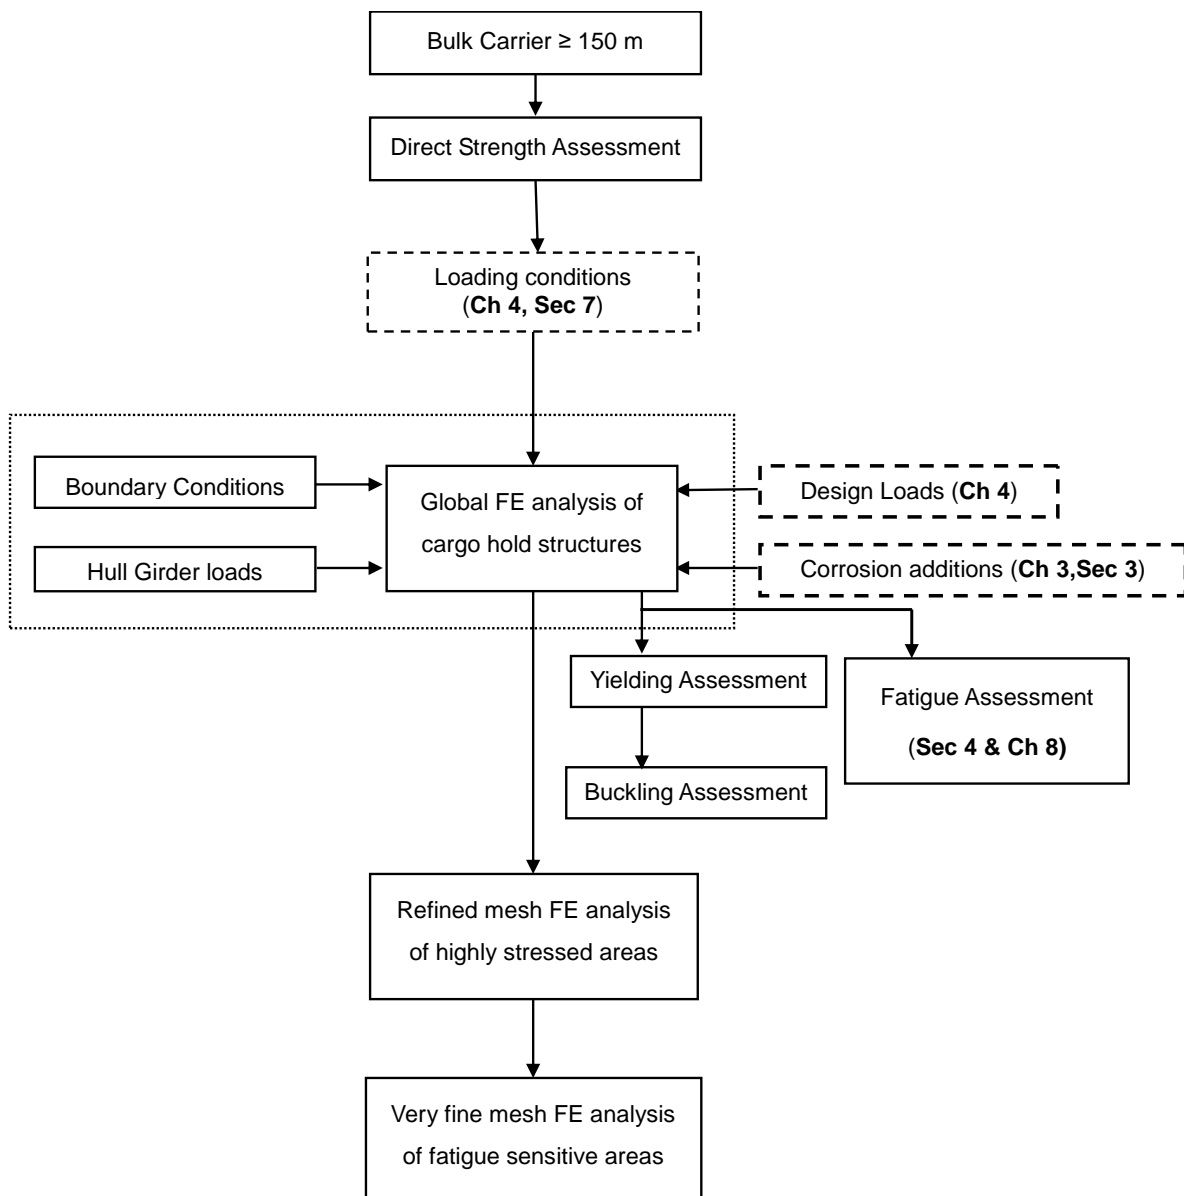 Bulk Carrier ≥ 150 m
Direct Strength Assessment
Loading conditions
(Ch 4, Sec 7)
Boundary Conditions
Hull Girder loads
Global FE analysis of
cargo hold structures
Design Loads (Ch 4)
Corrosion additions (Ch 3,Sec 3)
Yielding Assessment
Buckling Assessment
Fatigue Assessment
(Sec 4 & Ch 8)
Refined mesh FE analysis
of highly stressed areas
Very fine mesh FE analysis
of fatigue sensitive areas